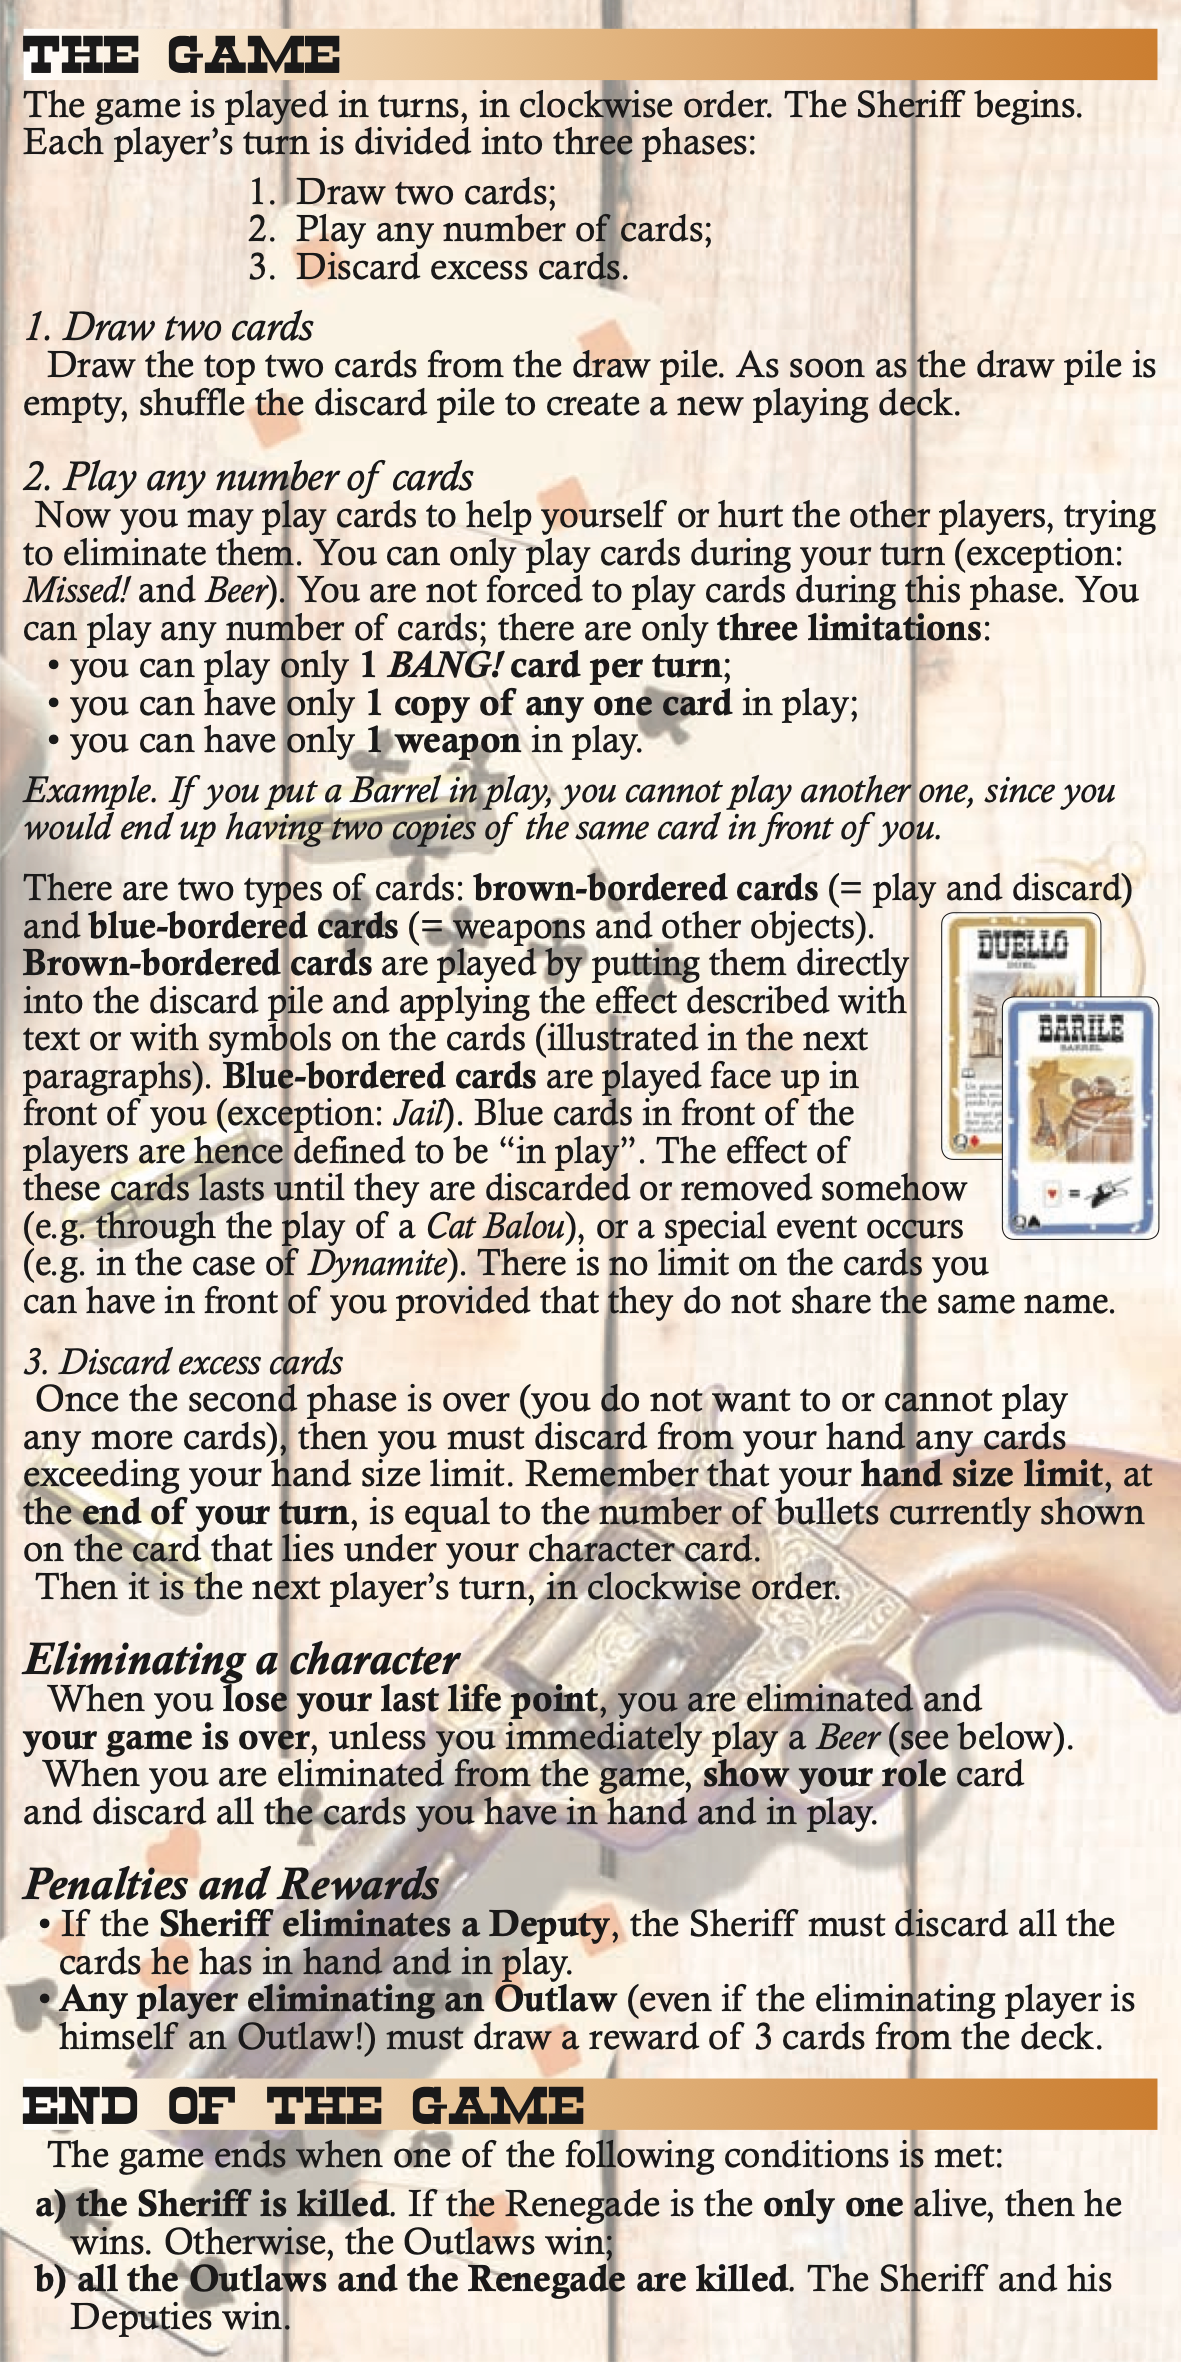 THE GAME
The game is played in turns, in clockwise order. The Sheriff begins.
Each player’s turn is divided into three phases:
1. Draw two cards;
2. Play any number of cards;
3. Discard excess cards.
1. Draw two cards
Draw the top two cards from the draw pile. As soon as the draw pile is
empty, shuffle the discard pile to create a new playing deck.
2. Play any number of cards
Now you may play cards to help yourself or hurt the other players, trying
to eliminate them. You can only play cards during your turn (exception:
Missed! and Beer). You are not forced to play cards during this phase. You
can play any number of cards; there are only three limitations:
• you can play only 1 BANG! card per turn;
• you can have only 1 copy of any one card in play;
• you can have only 1 weapon in play.
Example. If you put a Barrel in play, you cannot play another one, since you
would end up having two copies of the same card in front of you.
There are two types of cards: brown-bordered cards (= play and discard)
and blue-bordered cards (= weapons and other objects).
Brown-bordered cards are played by putting them directly
into the discard pile and applying the effect described with
text or with symbols on the cards (illustrated in the next
paragraphs). Blue-bordered cards are played face up in
front of you (exception: Jail). Blue cards in front of the
players are hence defined to be “in play”. The effect of
these cards lasts until they are discarded or removed somehow
(e.g. through the play of a Cat Balou), or a special event occurs
(e.g. in the case of Dynamite). There is no limit on the cards you
can have in front of you provided that they do not share the same name.
DUELLO
DUEL
Q♦
BARILE
BARREL
♥ =
Q♠
3. Discard excess cards
Once the second phase is over (you do not want to or cannot play
any more cards), then you must discard from your hand any cards
exceeding your hand size limit. Remember that your hand size limit, at
the end of your turn, is equal to the number of bullets currently shown
on the card that lies under your character card.
Then it is the next player’s turn, in clockwise order.
Eliminating a character
When you lose your last life point, you are eliminated and
your game is over, unless you immediately play a Beer (see below).
When you are eliminated from the game, show your role card
and discard all the cards you have in hand and in play.
Penalties and Rewards
• If the Sheriff eliminates a Deputy, the Sheriff must discard all the
cards he has in hand and in play.
• Any player eliminating an Outlaw (even if the eliminating player is
himself an Outlaw!) must draw a reward of 3 cards from the deck.
END OF THE GAME
The game ends when one of the following conditions is met:
a) the Sheriff is killed. If the Renegade is the only one alive, then he
wins. Otherwise, the Outlaws win;
b) all the Outlaws and the Renegade are killed. The Sheriff and his
Deputies win.